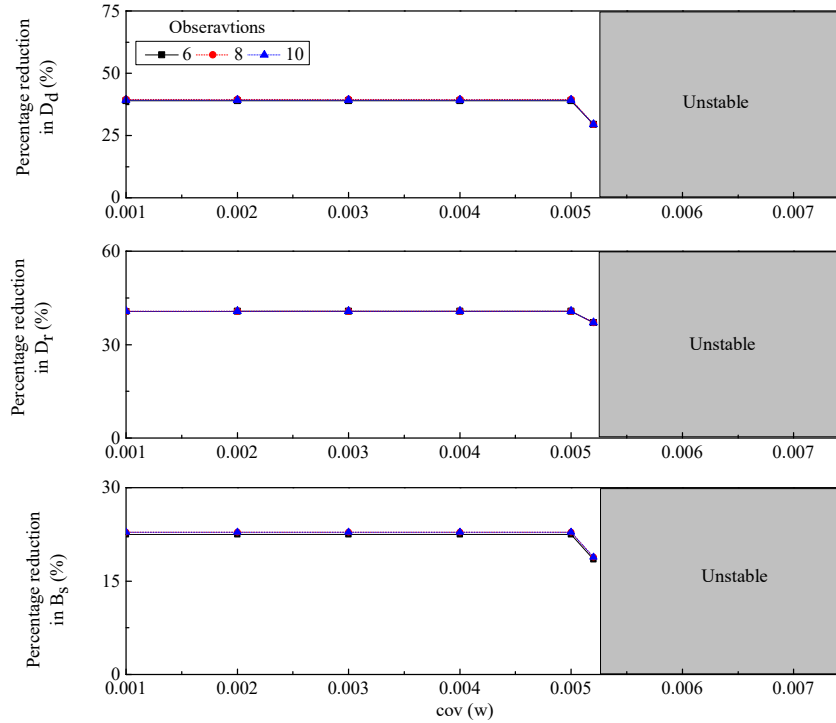 Percentage reduction
in Dd (%)
75
50
25
0
Obseravtions
6 8 10
Unstable
0.001 0.002 0.003 0.004 0.005 0.006 0.007
Percentage reduction
in Dr (%)
60
30
0
Unstable
0.001 0.002 0.003 0.004 0.005 0.006 0.007
Percentage reduction
in Bs (%)
30
15
0
Unstable
0.001 0.002 0.003 0.004 0.005 0.006 0.007
cov (w)